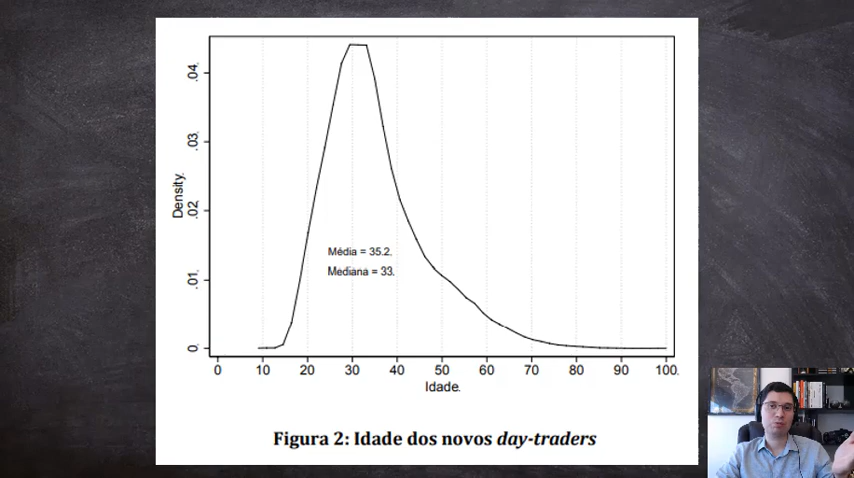 .04.
.03.
.02.
.01.
0.
Density.
Média = 35.2.
Mediana = 33.
0 10 20 30 40 50 60 70 80 90 100.
Idade.
Figura 2: Idade dos novos day-traders